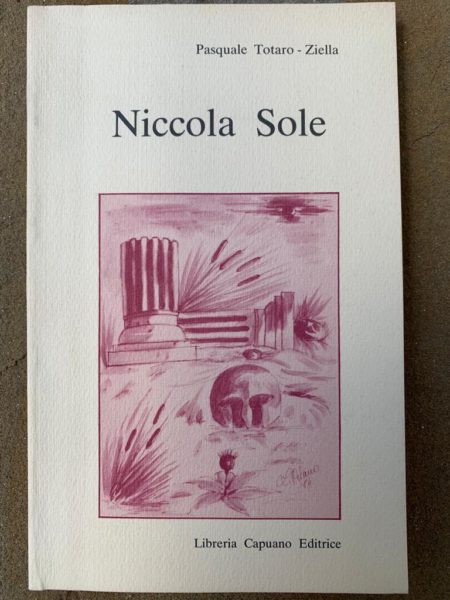 Pasquale Totaro - Ziella
Niccola Sole
Libreria Capuano Editrice